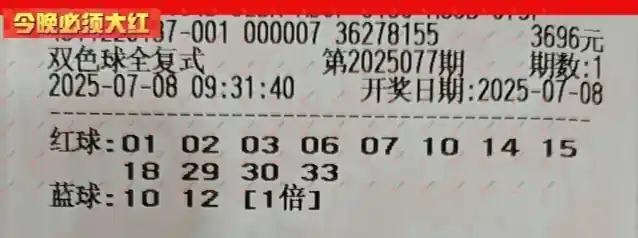 今晚必须大红
37-001 000007 36278155 3696元
双色球全复式 第2025077期 期数:1
2025-07-08 09:31:40 开奖日期:2025-07-08
红球:01 02 03 06 07 10 14 15
18 29 30 33
蓝球:10 12 [1倍]